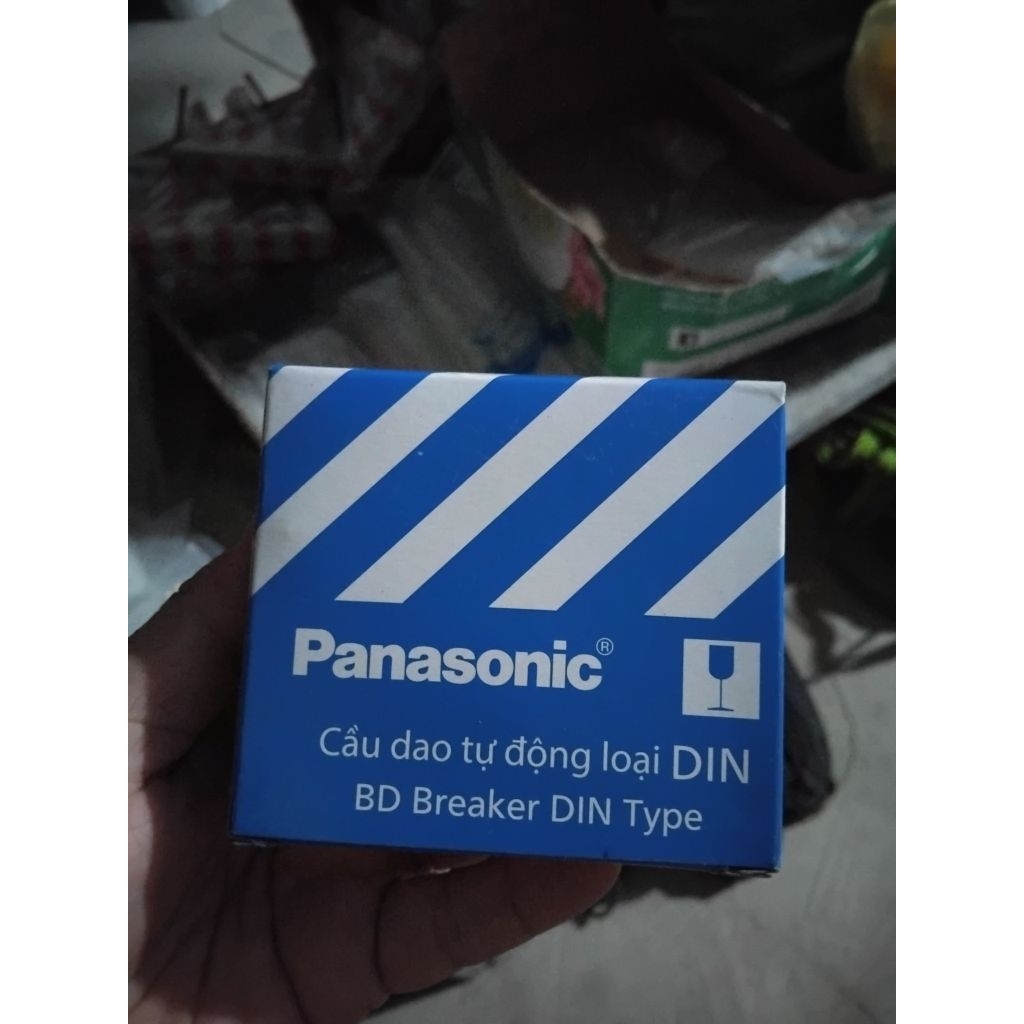 Panasonic®
Cầu dao tự động loại DIN
BD Breaker DIN Type